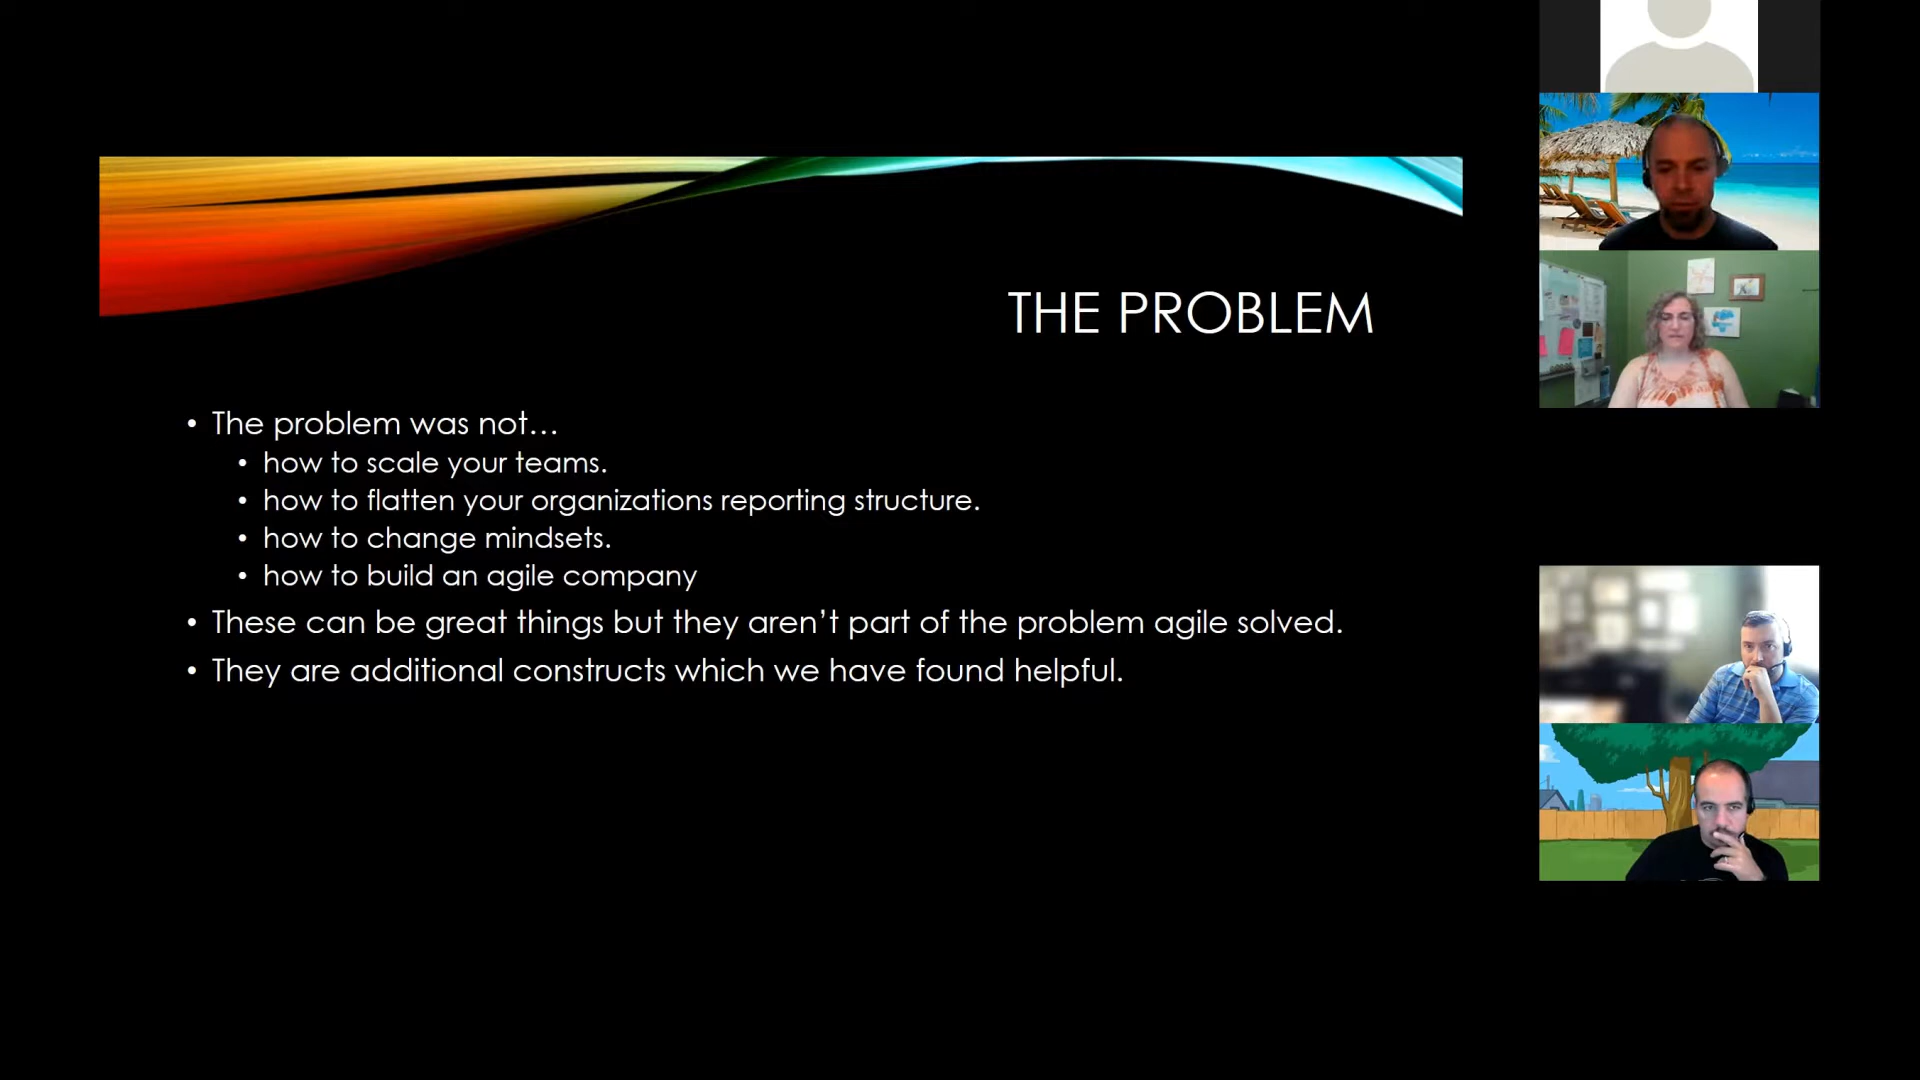 THE PROBLEM
• The problem was not…
• how to scale your teams.
• how to flatten your organizations reporting structure.
• how to change mindsets.
• how to build an agile company
• These can be great things but they aren’t part of the problem agile solved.
• They are additional constructs which we have found helpful.